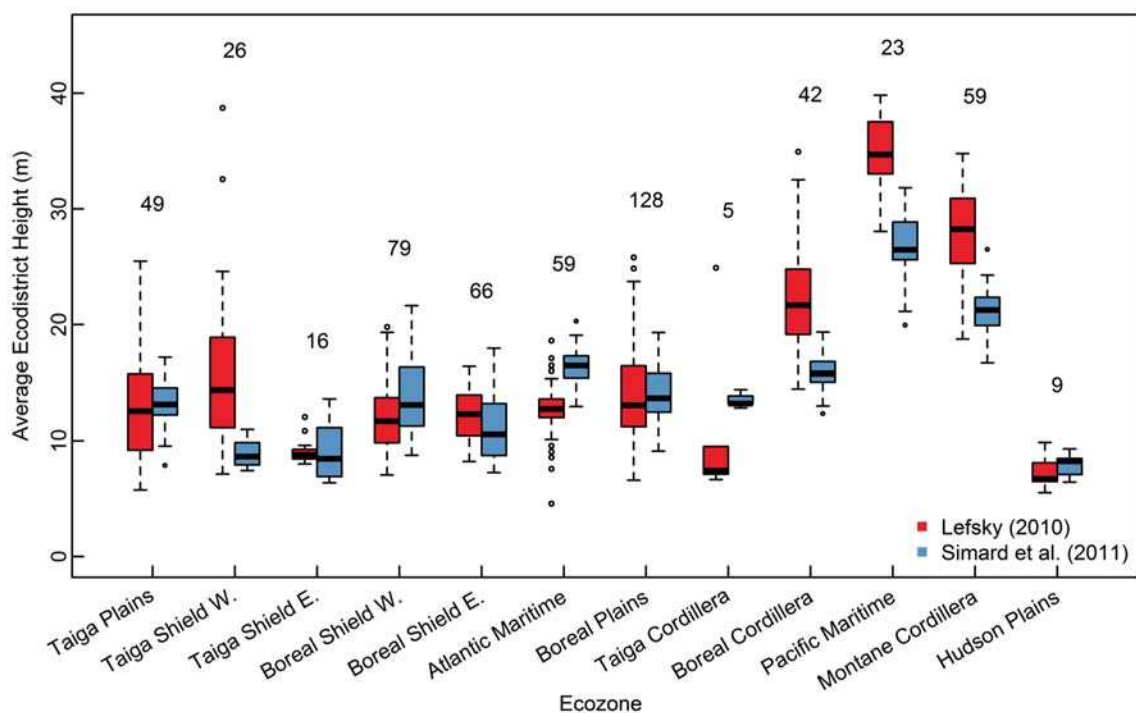 Average Ecodistrict Height (m)
40
30
20
10
0
49
26
16
79
66
59
128
5
42
23
59
9
Lefsky (2010)
Simard et al. (2011)
Taiga Plains
Taiga Shield W.
Taiga Shield E.
Boreal Shield W.
Boreal Shield E.
Atlantic Maritime
Boreal Plains
Taiga Cordillera
Boreal Cordillera
Pacific Maritime
Montane Cordillera
Hudson Plains
Ecozone